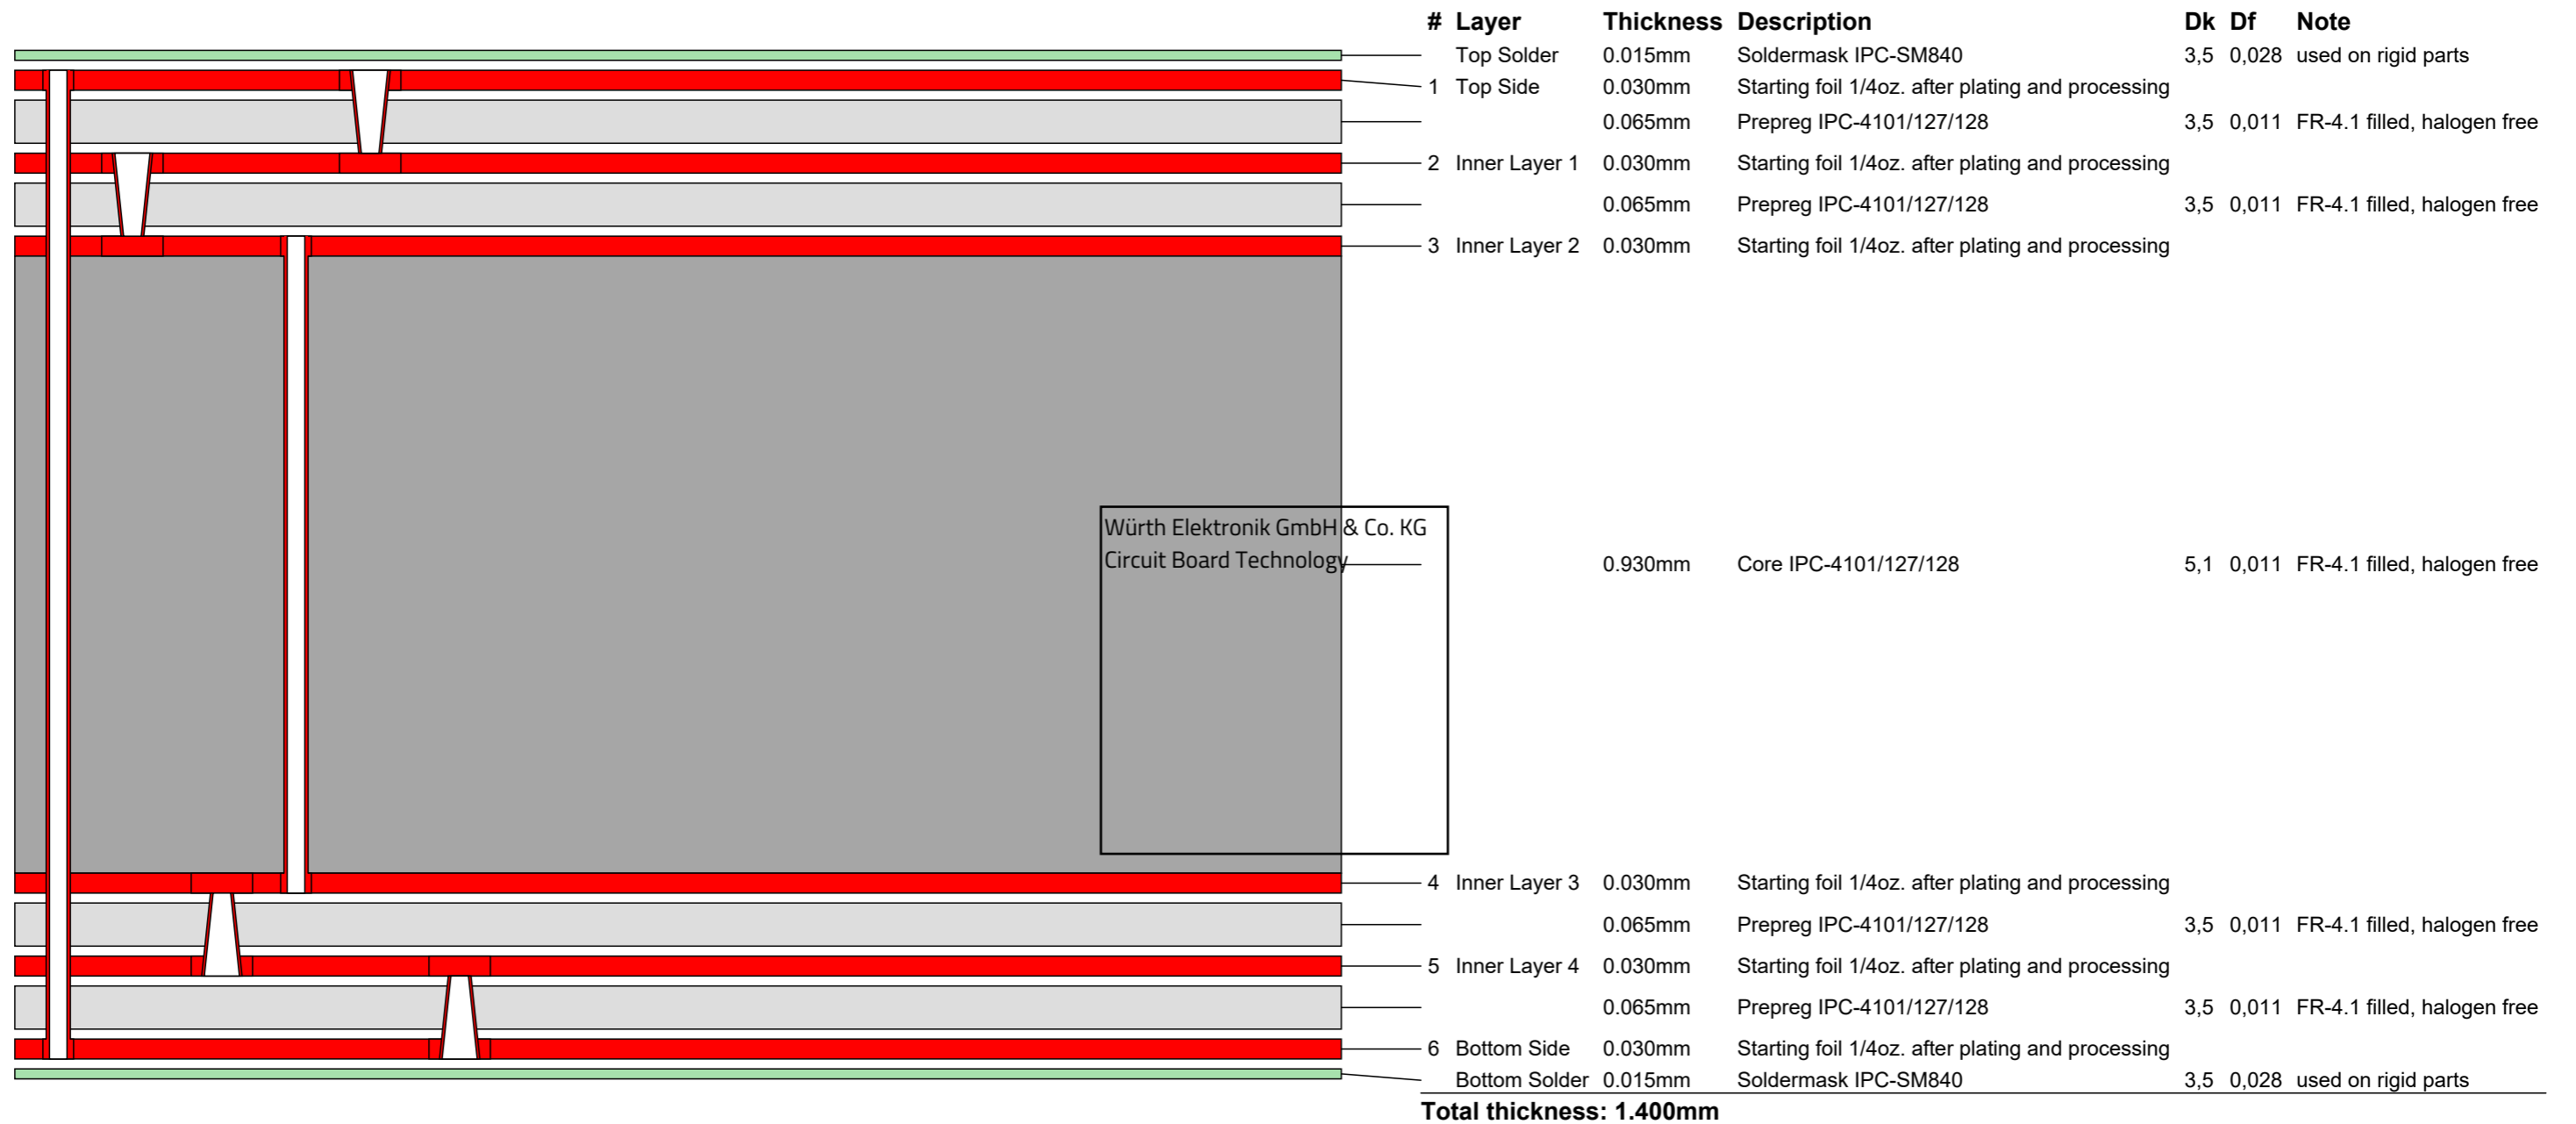 # Layer Thickness Description Dk Df Note
Top Solder 0.015mm Soldermask IPC-SM840 3,5 0,028 used on rigid parts
1 Top Side 0.030mm Starting foil 1/4oz. after plating and processing
0.065mm Prepreg IPC-4101/127/128 3,5 0,011 FR-4.1 filled, halogen free
2 Inner Layer 1 0.030mm Starting foil 1/4oz. after plating and processing
0.065mm Prepreg IPC-4101/127/128 3,5 0,011 FR-4.1 filled, halogen free
3 Inner Layer 2 0.030mm Starting foil 1/4oz. after plating and processing
Würth Elektronik GmbH & Co. KG
Circuit Board Technology
0.930mm Core IPC-4101/127/128 5,1 0,011 FR-4.1 filled, halogen free
4 Inner Layer 3 0.030mm Starting foil 1/4oz. after plating and processing
0.065mm Prepreg IPC-4101/127/128 3,5 0,011 FR-4.1 filled, halogen free
5 Inner Layer 4 0.030mm Starting foil 1/4oz. after plating and processing
0.065mm Prepreg IPC-4101/127/128 3,5 0,011 FR-4.1 filled, halogen free
6 Bottom Side 0.030mm Starting foil 1/4oz. after plating and processing
Bottom Solder 0.015mm Soldermask IPC-SM840 3,5 0,028 used on rigid parts
Total thickness: 1.400mm